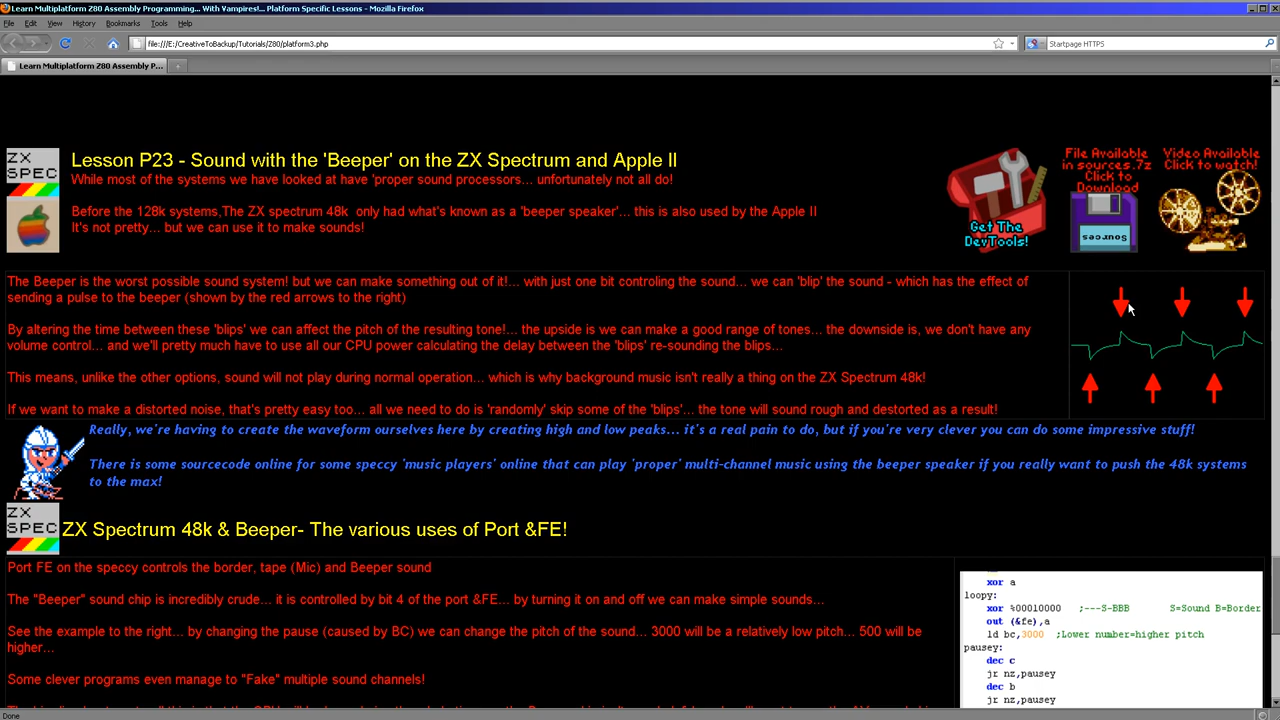 Learn Multiplatform Z80 Assembly Programming... With Vampires!... Platform Specific Lessons - Mozilla Firefox
File Edit View History Bookmarks Tools Help
file:///E:/CreativeToBackup/Tutorials/Z80/platform3.php
Startpage HTTPS
Learn Multiplatform Z80 Assembly P...
ZX
SPEC
Lesson P23 - Sound with the 'Beeper' on the ZX Spectrum and Apple II
While most of the systems we have looked at have 'proper sound processors... unfortunately not all do!
Before the 128k systems,The ZX spectrum 48k only had what's known as a 'beeper speaker'... this is also used by the Apple II
It's not pretty... but we can use it to make sounds!
Get The
DevTools!
File Available
in sources.7z
Click to
Download
Sources
Video Available
Click to watch!
The Beeper is the worst possible sound system! but we can make something out of it!... with just one bit controling the sound... we can 'blip' the sound - which has the effect of
sending a pulse to the beeper (shown by the red arrows to the right)
By altering the time between these 'blips' we can affect the pitch of the resulting tone!... the upside is we can make a good range of tones... the downside is, we don't have any
volume control... and we'll pretty much have to use all our CPU power calculating the delay between the 'blips' re-sounding the blips...
This means, unlike the other options, sound will not play during normal operation... which is why background music isn't really a thing on the ZX Spectrum 48k!
If we want to make a distorted noise, that's pretty easy too... all we need to do is 'randomly' skip some of the 'blips'... the tone will sound rough and destorted as a result!
Really, we're having to create the waveform ourselves here by creating high and low peaks... it's a real pain to do, but if you're very clever you can do some impressive stuff!
There is some sourcecode online for some speccy 'music players' online that can play 'proper' multi-channel music using the beeper speaker if you really want to push the 48k systems
to the max!
ZX
SPEC
ZX Spectrum 48k & Beeper- The various uses of Port &FE!
Port FE on the speccy controls the border, tape (Mic) and Beeper sound
The "Beeper" sound chip is incredibly crude... it is controlled by bit 4 of the port &FE... by turning it on and off we can make simple sounds...
See the example to the right... by changing the pause (caused by BC) we can change the pitch of the sound... 3000 will be a relatively low pitch... 500 will be
higher...
Some clever programs even manage to "Fake" multiple sound channels!
xor a
loopy:
xor %00010000 ;---S-BBB S=Sound B=Border
out (&fe),a
ld bc,3000 ;Lower number=higher pitch
pausey:
dec c
jr nz,pausey
dec b
jr nz,pausey
Done